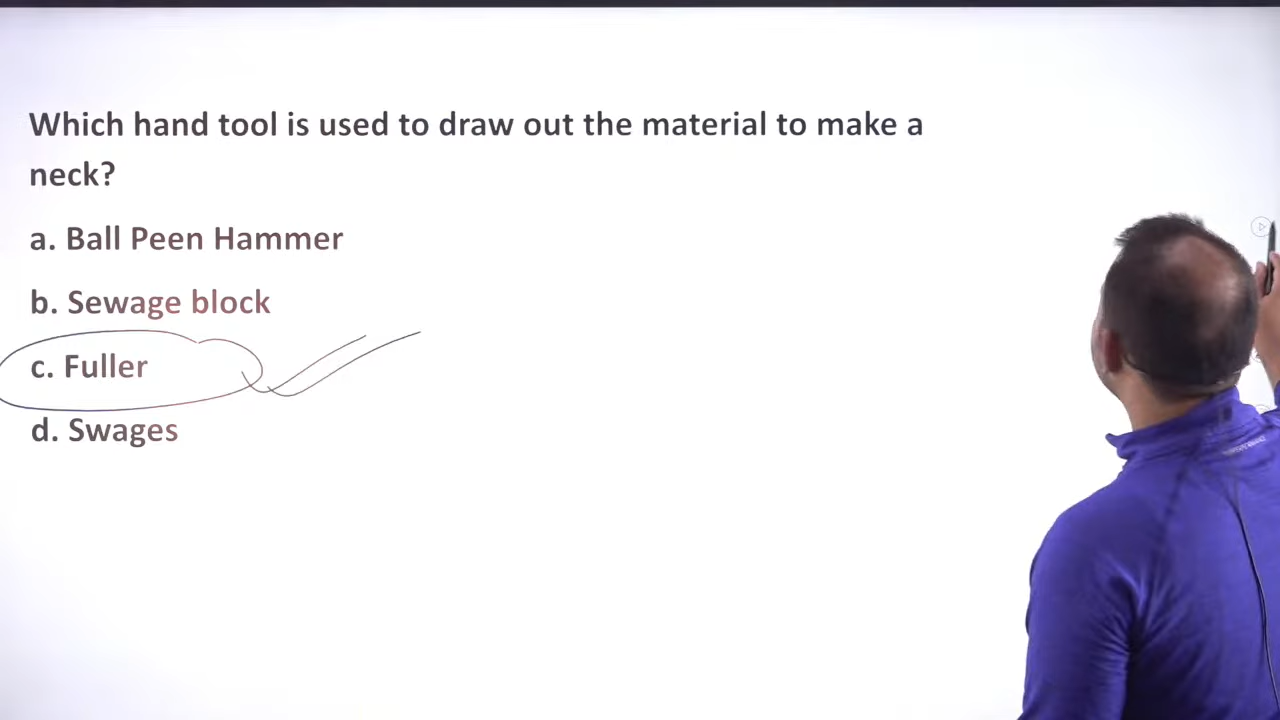 Which hand tool is used to draw out the material to make a
neck?
a. Ball Peen Hammer
b. Sewage block
c. Fuller
d. Swages